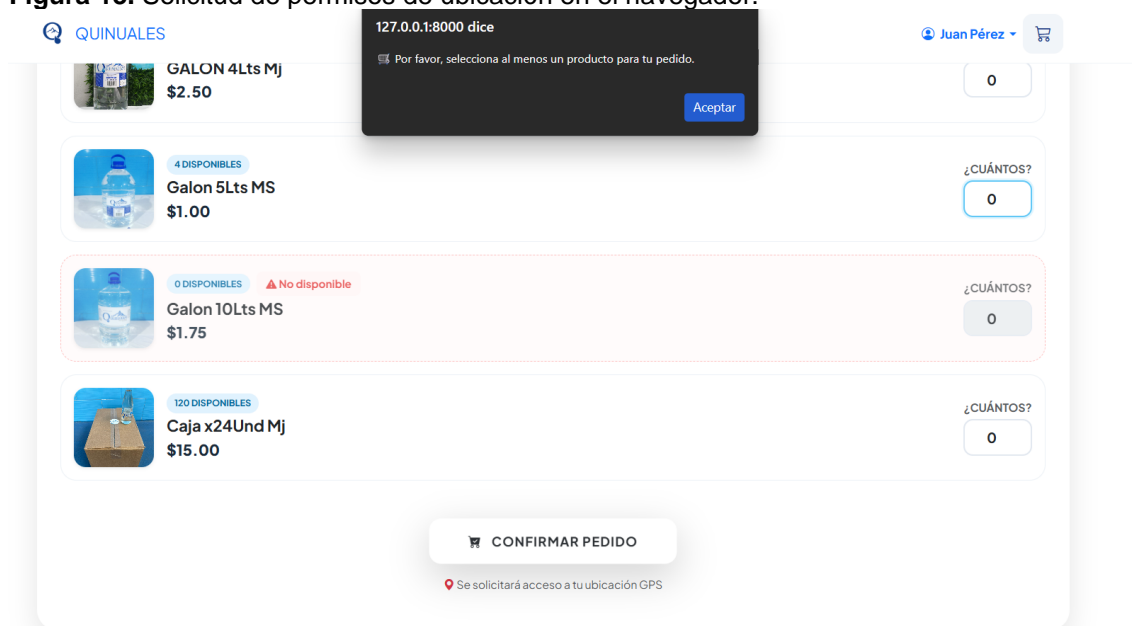 Figura 18. Solicitud de permisos de ubicación en el navegador.
QUINUALES
127.0.0.1:8000 dice
Por favor, selecciona al menos un producto para tu pedido.
Aceptar
Juan Pérez
GALON 4Lts Mj
$2.50
0
4 DISPONIBLES
Galon 5Lts MS
$1.00
¿CUÁNTOS?
0
0 DISPONIBLES No disponible
Galon 10Lts MS
$1.75
¿CUÁNTOS?
0
120 DISPONIBLES
Caja x24Und Mj
$15.00
¿CUÁNTOS?
0
CONFIRMAR PEDIDO
Se solicitará acceso a tu ubicación GPS